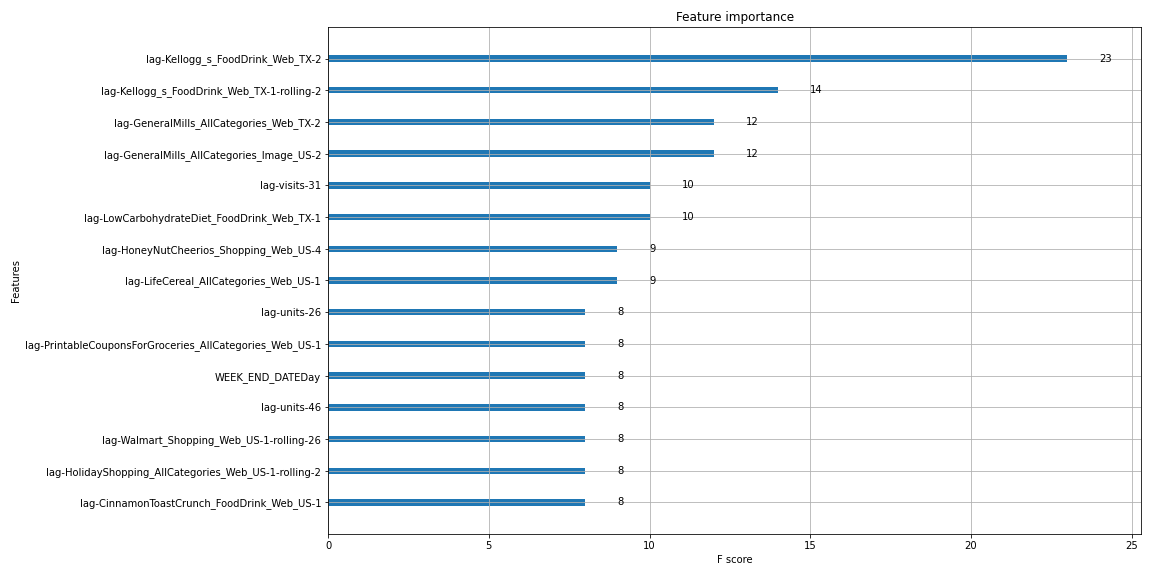 Feature importance
lag-Kellogg_s_FoodDrink_Web_TX-2 23
lag-Kellogg_s_FoodDrink_Web_TX-1-rolling-2 14
lag-GeneralMills_AllCategories_Web_TX-2 12
lag-GeneralMills_AllCategories_Image_US-2 12
lag-visits-31 10
lag-LowCarbohydrateDiet_FoodDrink_Web_TX-1 10
lag-HoneyNutCheerios_Shopping_Web_US-4 9
lag-LifeCereal_AllCategories_Web_US-1 9
lag-units-26 8
lag-PrintableCouponsForGroceries_AllCategories_Web_US-1 8
WEEK_END_DATEDay 8
lag-units-46 8
lag-Walmart_Shopping_Web_US-1-rolling-26 8
lag-HolidayShopping_AllCategories_Web_US-1-rolling-2 8
lag-CinnamonToastCrunch_FoodDrink_Web_US-1 8
Features
0 5 10 15 20 25
F score